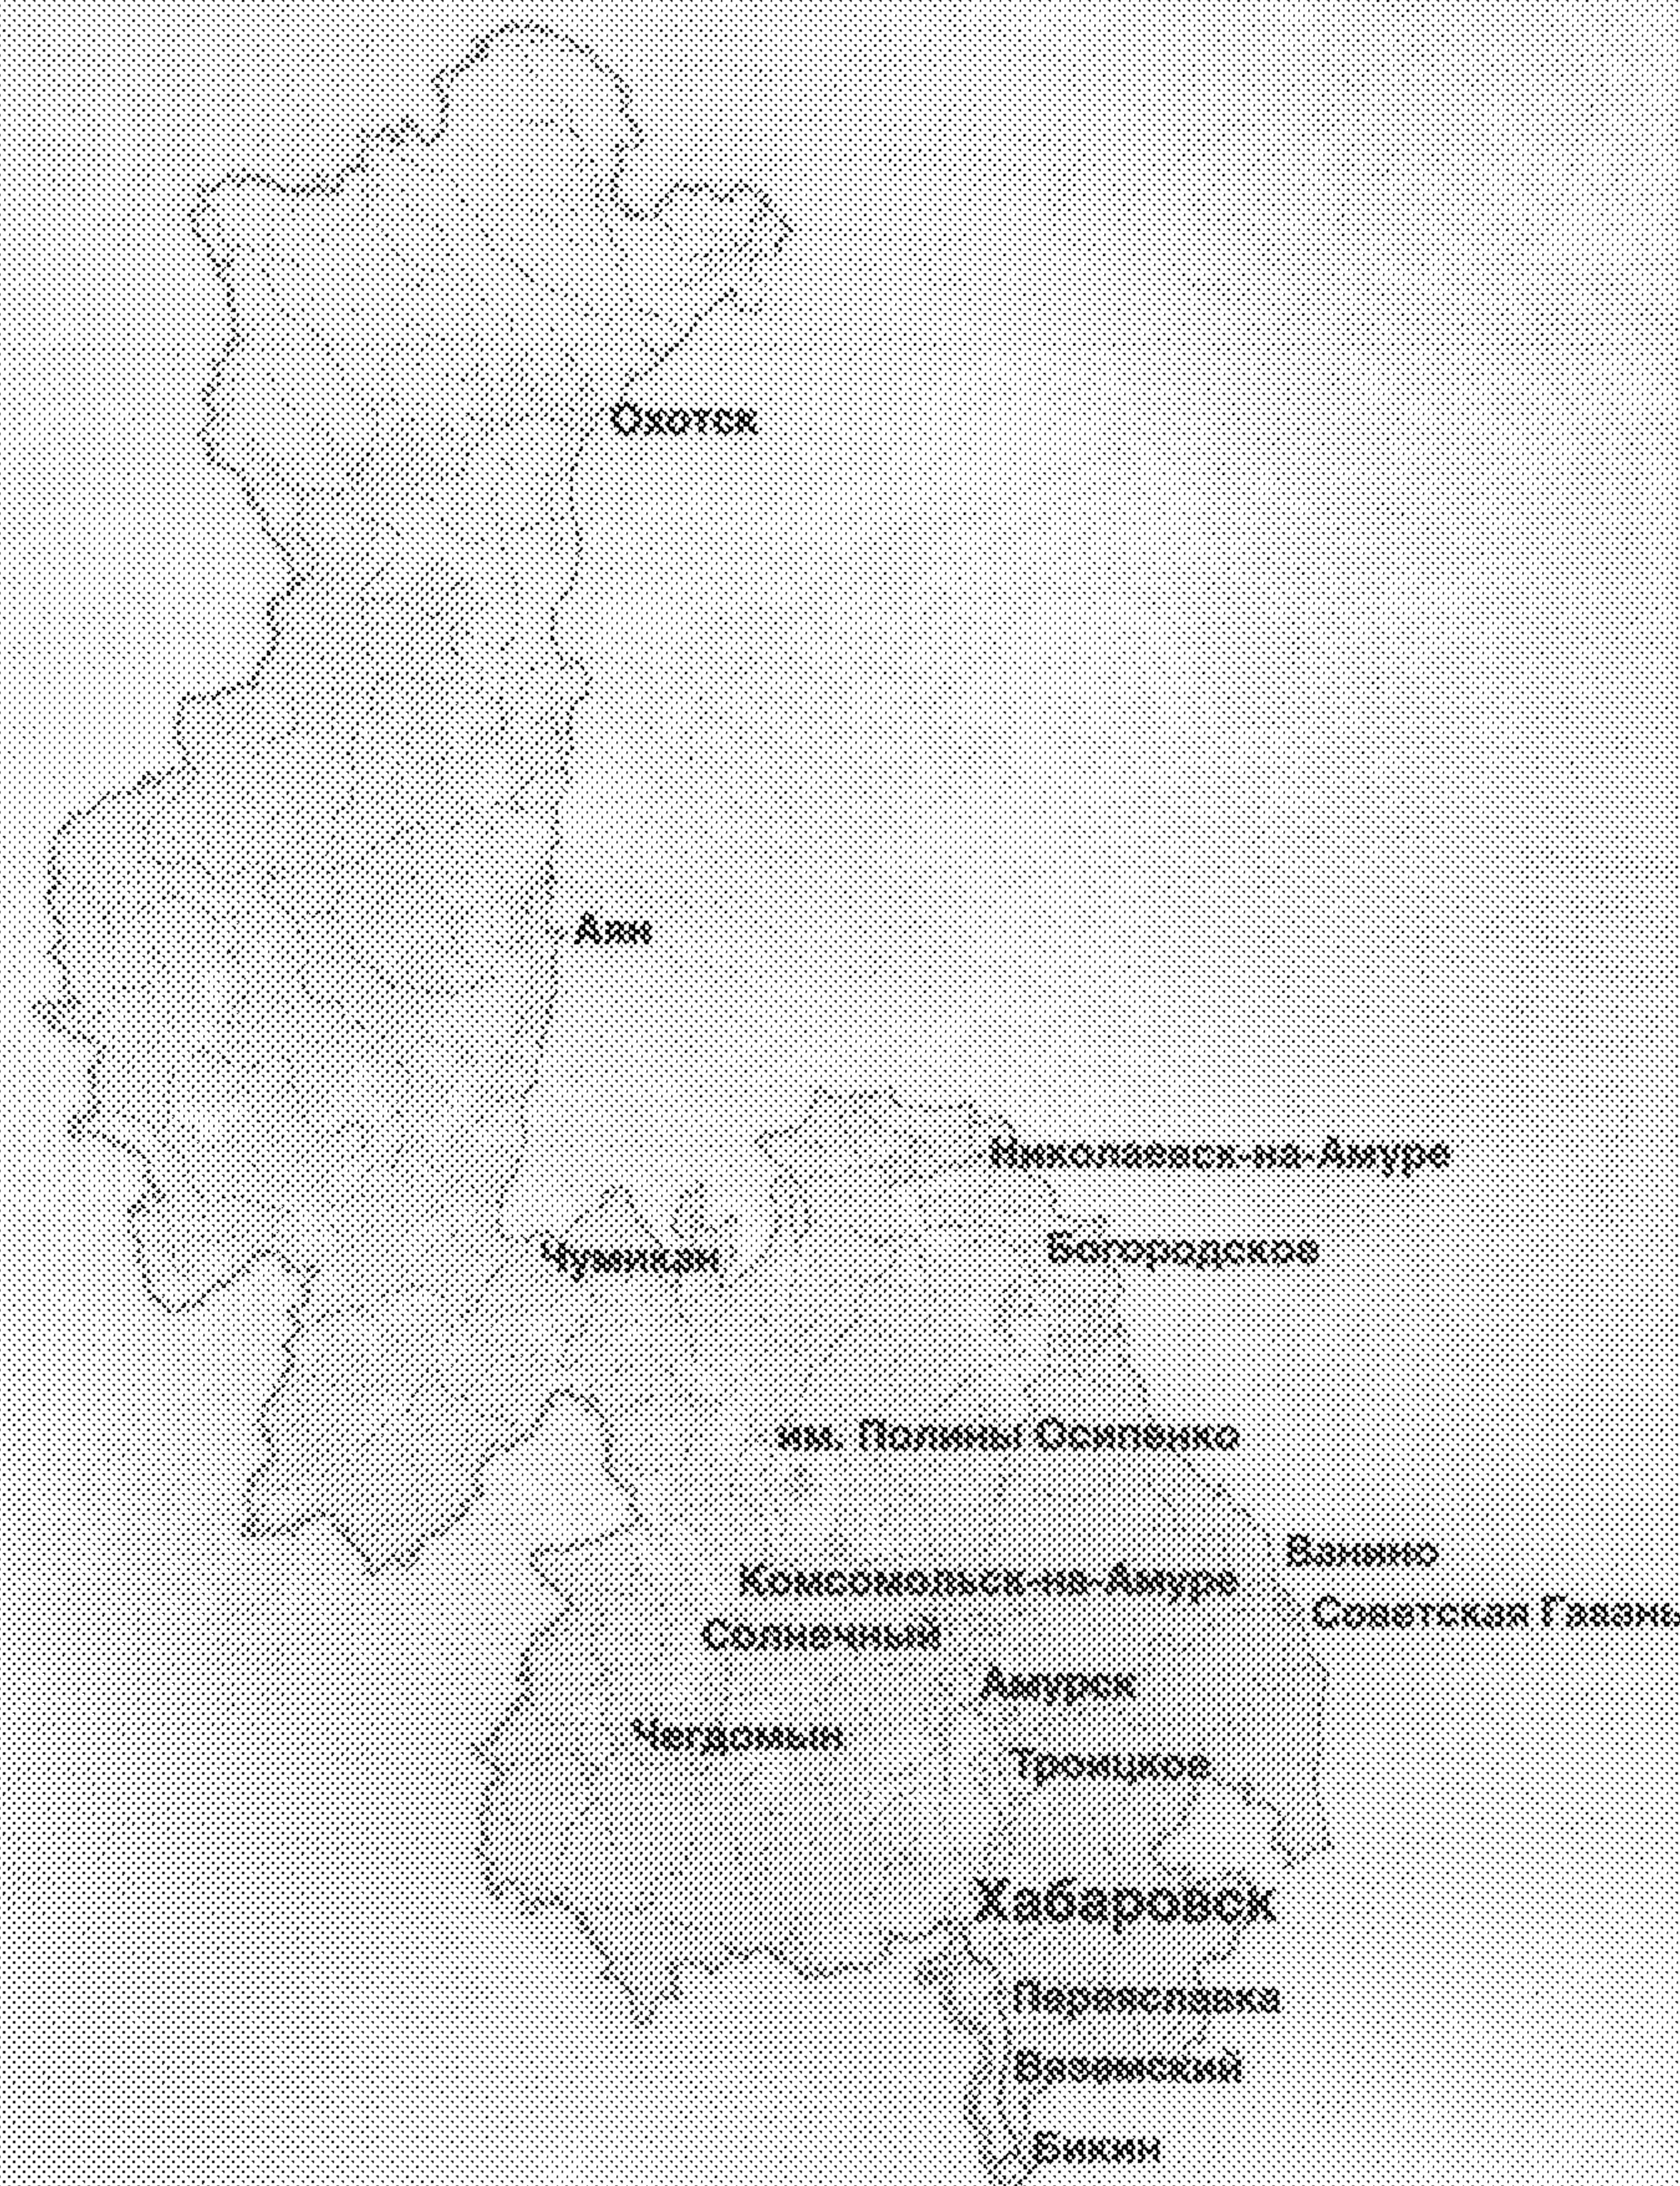 Охотск
Аян
Николаевск-на-Амуре
Чумикан
Богородское
им. Полины Осипенко
Ванино
Комсомольск-на-Амуре
Советская Гавань
Солнечный
Амурск
Чегдомын
Троицкое
Хабаровск
Переяславка
Вяземский
Бикин